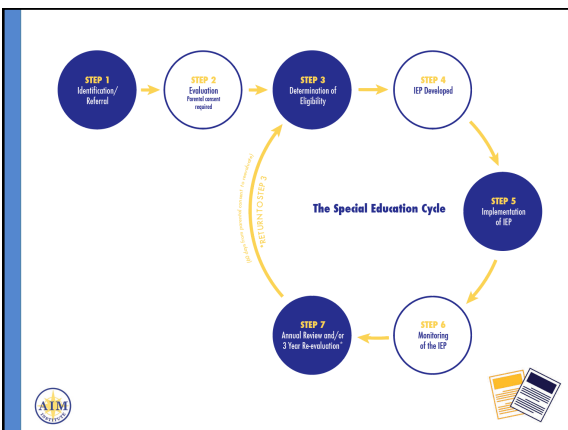 STEP 1
Identification/
Referral
STEP 2
Evaluation
Parental consent
required
STEP 3
Determination of
Eligibility
STEP 4
IEP Developed
The Special Education Cycle
STEP 5
Implementation
of IEP
*RETURN TO STEP 3
STEP 7
Annual Review and/or
3 Year Re-evaluation*
STEP 6
Monitoring
of the IEP
AIM
INSTITUTE